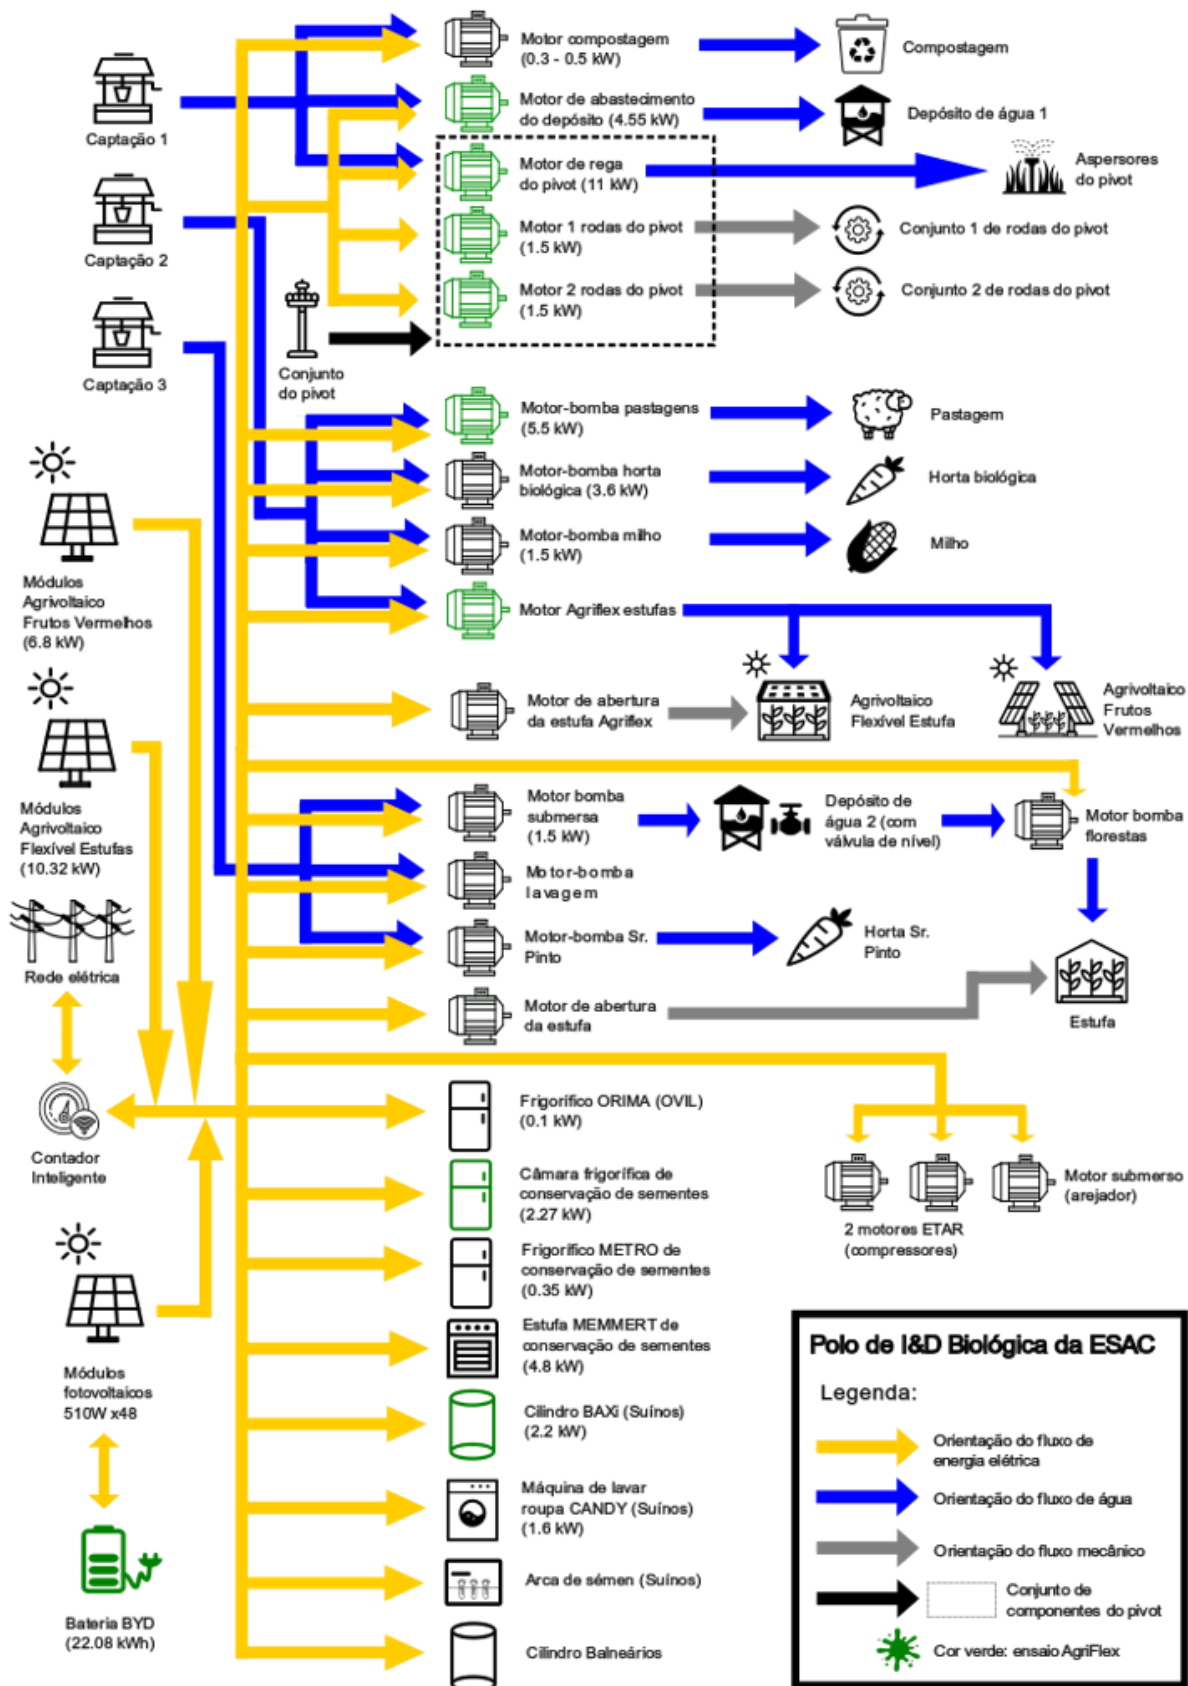 Motor compostagem
(0.3 - 0.5 kW)
Compostagem
Captação 1
Motor de abastecimento
do depósito (4.55 kW)
Depósito de água 1
Motor de rega
do pivot (11 kW)
Aspersores
do pivot
Captação 2
Motor 1 rodas do pivot
(1.5 kW)
Conjunto 1 de rodas do pivot
Motor 2 rodas do pivot
(1.5 kW)
Conjunto 2 de rodas do pivot
Captação 3
Conjunto
do pivot
Motor-bomba pastagens
(5.5 kW)
Pastagem
Motor-bomba horta
biológica (3.6 kW)
Horta biológica
Motor-bomba milho
(1.5 kW)
Milho
Módulos
Agrivoltaico
Frutos Vermelhos
(6.8 kW)
Motor Agriflex estufas
Motor de abertura
da estufa Agriflex
Agrivoltaico
Flexível Estufa
Agrivoltaico
Frutos
Vermelhos
Módulos
Agrivoltaico
Flexível Estufas
(10.32 kW)
Motor bomba
submersa
(1.5 kW)
Depósito de
água 2 (com
válvula de nível)
Motor bomba
florestas
Motor-bomba
lavagem
Motor-bomba Sr.
Pinto
Horta Sr.
Pinto
Rede elétrica
Motor de abertura
da estufa
Estufa
Contador
Inteligente
Frigorífico ORIMA (OVIL)
(0.1 kW)
Câmara frigorífica de
conservação de sementes
(2.27 kW)
2 motores ETAR
(compressores)
Motor submerso
(arejador)
Frigorífico METRO de
conservação de sementes
(0.35 kW)
Estufa MEMMERT de
conservação de sementes
(4.8 kW)
Módulos
fotovoltaicos
510W x48
Cilindro BAXi (Suínos)
(2.2 kW)
Máquina de lavar
roupa CANDY (Suínos)
(1.6 kW)
Arca de sémen (Suínos)
Bateria BYD
(22.08 kWh)
Cilindro Balneários
Polo de I&D Biológica da ESAC
Legenda:
Orientação do fluxo de
energia elétrica
Orientação do fluxo de água
Orientação do fluxo mecânico
Conjunto de
componentes do pivot
Cor verde: ensaio AgriFlex